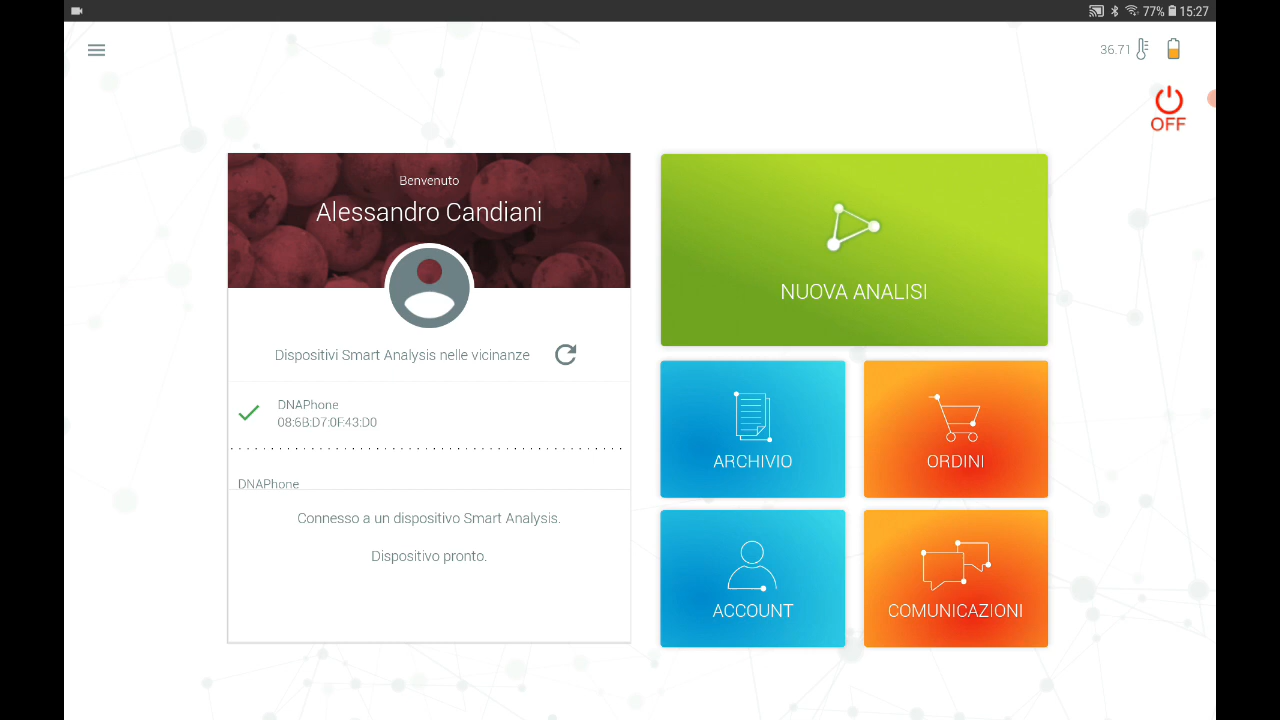 77% 15:27
36.71
OFF
Benvenuto
Alessandro Candiani
Dispositivi Smart Analysis nelle vicinanze
DNAPhone
08:6B:D7:0F:43:D0
DNAPhone
Connesso a un dispositivo Smart Analysis.
Dispositivo pronto.
NUOVA ANALISI
ARCHIVIO
ORDINI
ACCOUNT
COMUNICAZIONI